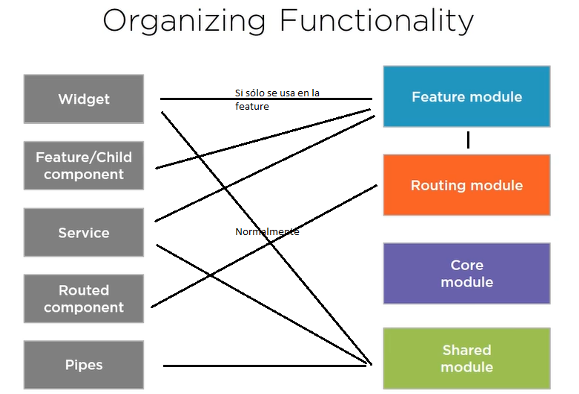 Organizing Functionality
Widget
Si sólo se usa en la
feature
Feature module
Feature/Child
component
Routing module
Service
Normalmente
Core
module
Routed
component
Pipes
Shared
module